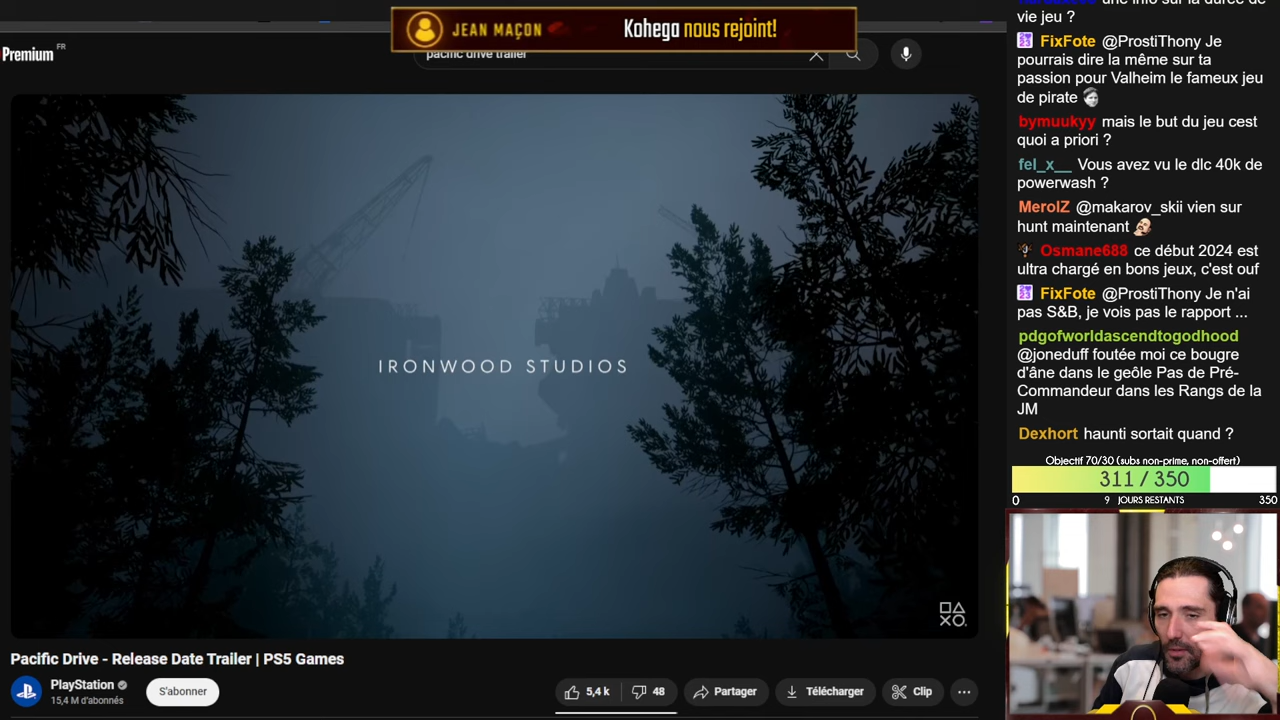 JEAN MAÇON Kohega nous rejoint!
Premium FR
pacific drive trailer
IRONWOOD STUDIOS
Pacific Drive - Release Date Trailer | PS5 Games
PlayStation
15,4 M d'abonnés
S'abonner
5,4 k
48
Partager
Télécharger
Clip
une info sur la durée de
vie jeu ?
FixFote @ProstiThony Je
pourrais dire la même sur ta
passion pour Valheim le fameux jeu
de pirate
bymuukyy mais le but du jeu cest
quoi a priori ?
fel_x__ Vous avez vu le dlc 40k de
powerwash ?
MerolZ @makarov_skii vien sur
hunt maintenant
Osmane688 ce début 2024 est
ultra chargé en bons jeux, c'est ouf
FixFote @ProstiThony Je n'ai
pas S&B, je vois pas le rapport ...
pdgofworldascendtogodhood
@joneduff foutée moi ce bougre
d'âne dans le geôle Pas de Pré-
Commandeur dans les Rangs de la
JM
Dexhort haunti sortait quand ?
Objectif 70/30 (subs non-prime, non-offert)
311 / 350
0 9 JOURS RESTANTS 350